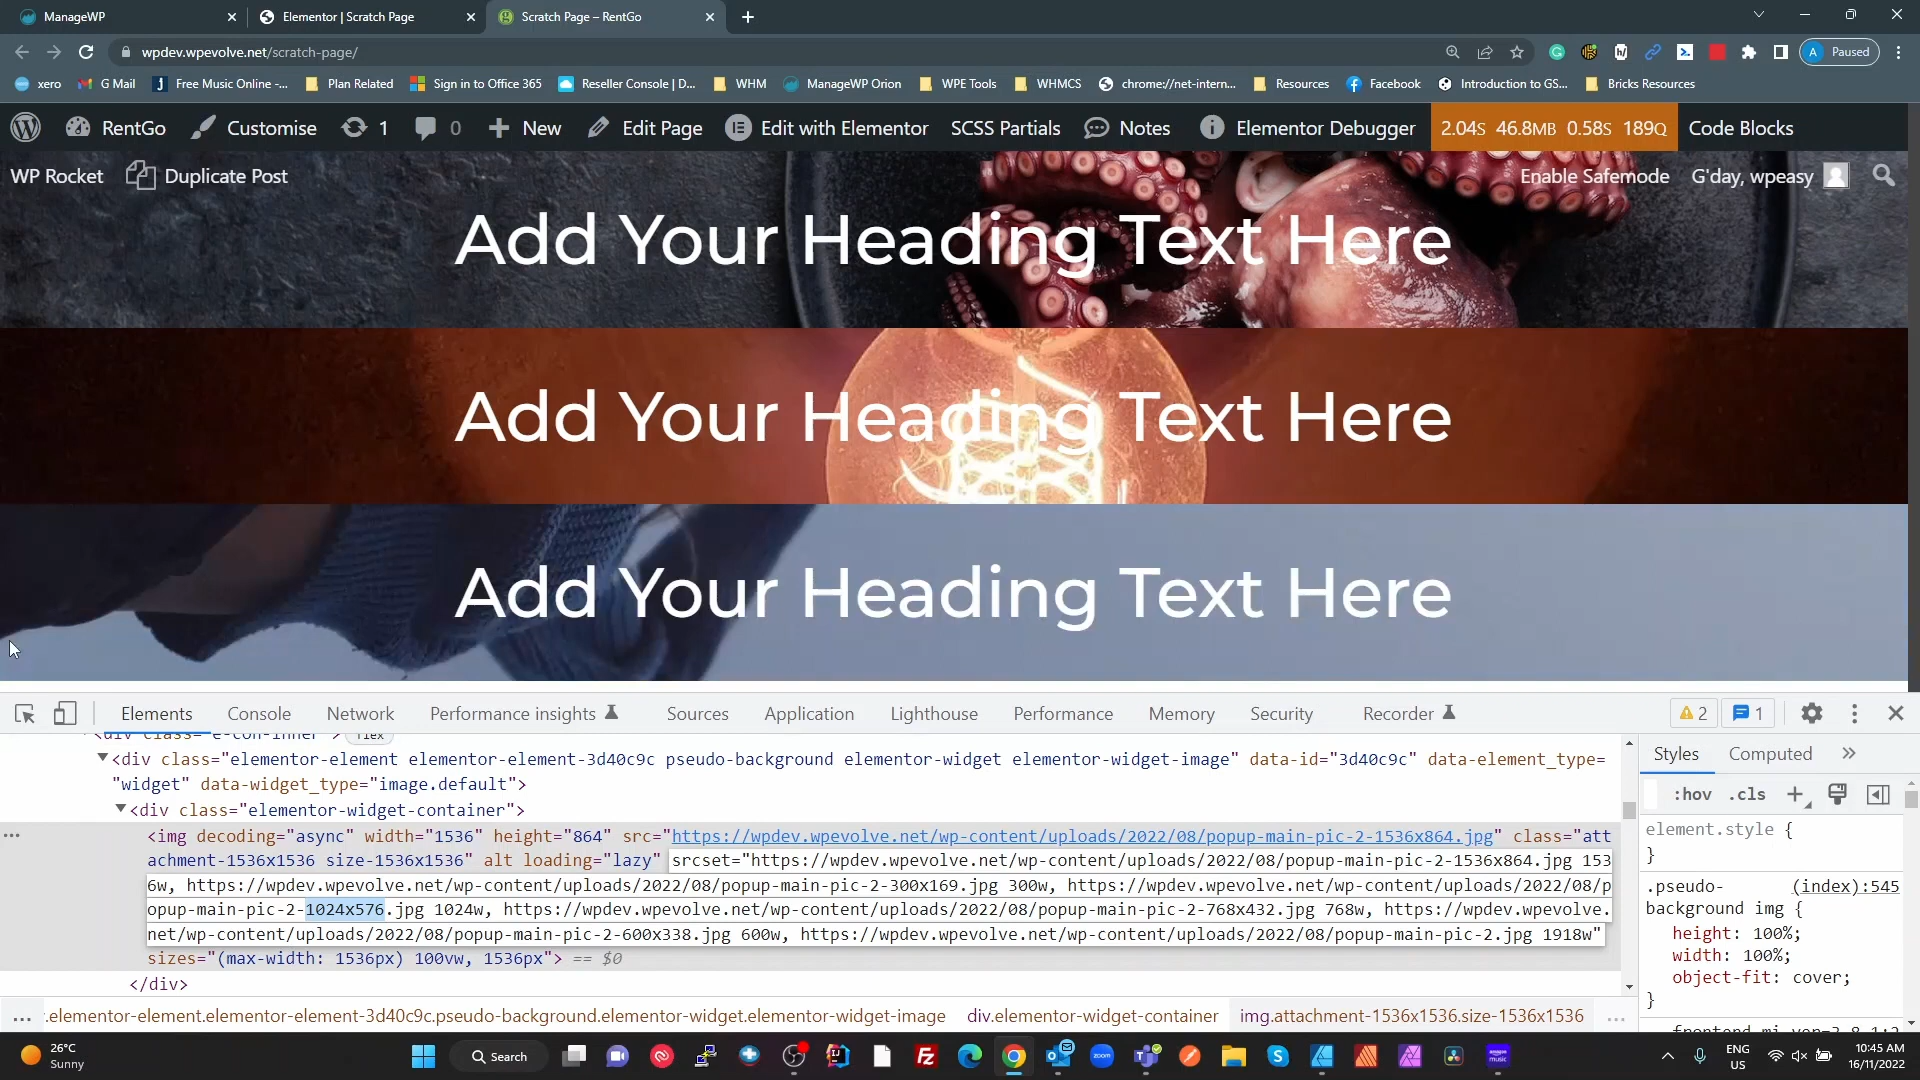 ManageWP
Elementor | Scratch Page
Scratch Page – RentGo
wpdev.wpevolve.net/scratch-page/
A Paused
xero
G Mail
Free Music Online -...
Plan Related
Sign in to Office 365
Reseller Console | D...
WHM
ManageWP Orion
WPE Tools
WHMCS
chrome://net-intern...
Resources
Facebook
Introduction to GS...
Bricks Resources
RentGo
Customise
1
0
New
Edit Page
Edit with Elementor
SCSS Partials
Notes
Elementor Debugger
2.04S 46.8MB 0.58S 189Q
Code Blocks
WP Rocket
Duplicate Post
Enable Safemode
G'day, wpeasy
Add Your Heading Text Here
Add Your Heading Text Here
Add Your Heading Text Here
Elements
Console
Network
Performance insights
Sources
Application
Lighthouse
Performance
Memory
Security
Recorder
2
1
<div class="e-con-inner"> flex
<div class="elementor-element elementor-element-3d40c9c pseudo-background elementor-widget elementor-widget-image" data-id="3d40c9c" data-element_type=
"widget" data-widget_type="image.default">
<div class="elementor-widget-container">
<img decoding="async" width="1536" height="864" src="https://wpdev.wpevolve.net/wp-content/uploads/2022/08/popup-main-pic-2-1536x864.jpg" class="att
achment-1536x1536 size-1536x1536" alt loading="lazy" srcset="https://wpdev.wpevolve.net/wp-content/uploads/2022/08/popup-main-pic-2-1536x864.jpg 153
6w, https://wpdev.wpevolve.net/wp-content/uploads/2022/08/popup-main-pic-2-300x169.jpg 300w, https://wpdev.wpevolve.net/wp-content/uploads/2022/08/p
opup-main-pic-2-1024x576.jpg 1024w, https://wpdev.wpevolve.net/wp-content/uploads/2022/08/popup-main-pic-2-768x432.jpg 768w, https://wpdev.wpevolve.
net/wp-content/uploads/2022/08/popup-main-pic-2-600x338.jpg 600w, https://wpdev.wpevolve.net/wp-content/uploads/2022/08/popup-main-pic-2.jpg 1918w"
sizes="(max-width: 1536px) 100vw, 1536px"> == $0
</div>
Styles
Computed
:hov .cls
element.style {
}
.pseudo- (index):545
background img {
height: 100%;
width: 100%;
object-fit: cover;
}
... .elementor-element.elementor-element-3d40c9c.pseudo-background.elementor-widget.elementor-widget-image
div.elementor-widget-container
img.attachment-1536x1536.size-1536x1536 ...
26°C
Sunny
Search
ENG
US
10:45 AM
16/11/2022